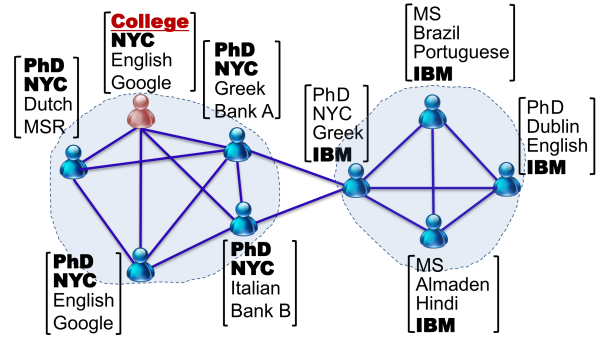 College
NYC
English
Google
PhD
NYC
Dutch
MSR
PhD
NYC
Greek
Bank A
PhD
NYC
Greek
IBM
MS
Brazil
Portuguese
IBM
PhD
Dublin
English
IBM
PhD
NYC
English
Google
PhD
NYC
Italian
Bank B
MS
Almaden
Hindi
IBM